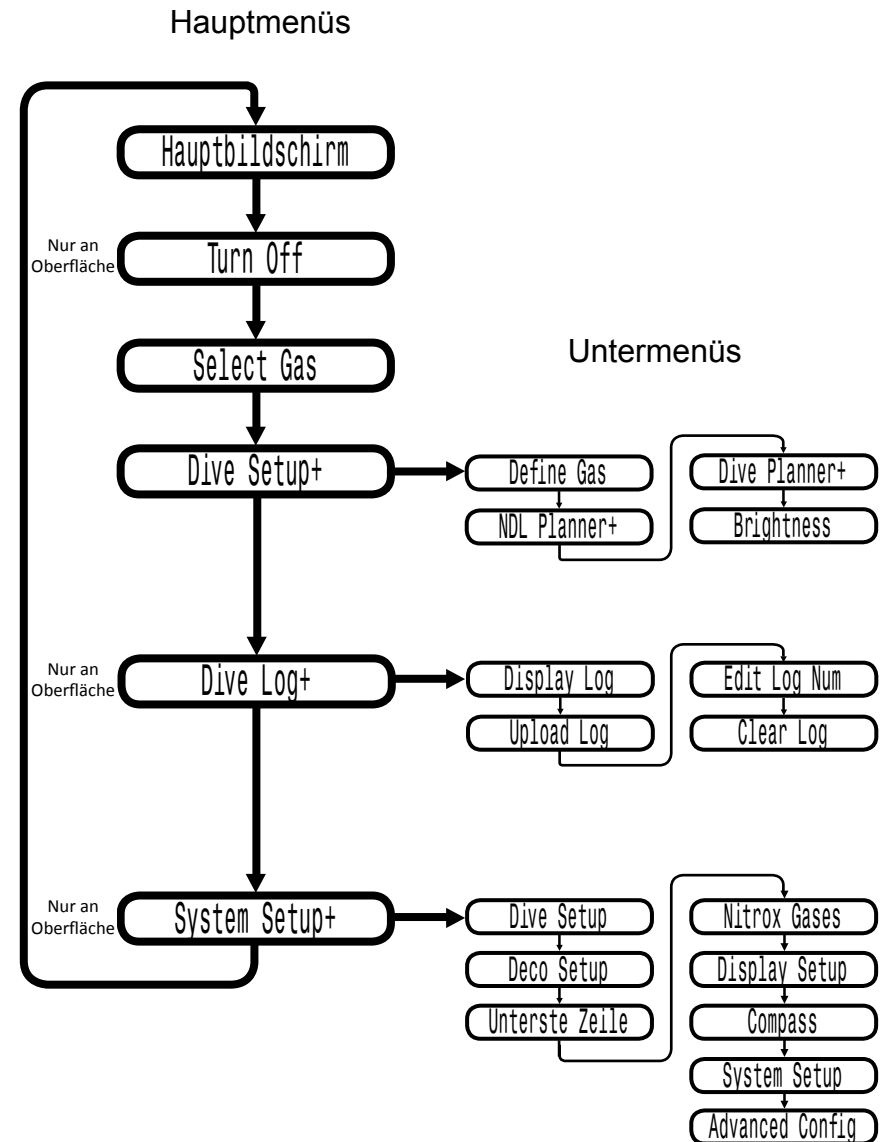 Hauptmenüs
Hauptbildschirm
Nur an
Oberfläche
Turn Off
Select Gas
Untermenüs
Dive Setup+
Define Gas
NDL Planner+
Dive Planner+
Brightness
Nur an
Oberfläche
Dive Log+
Display Log
Upload Log
Edit Log Num
Clear Log
Nur an
Oberfläche
System Setup+
Dive Setup
Deco Setup
Unterste Zeile
Nitrox Gases
Display Setup
Compass
System Setup
Advanced Config